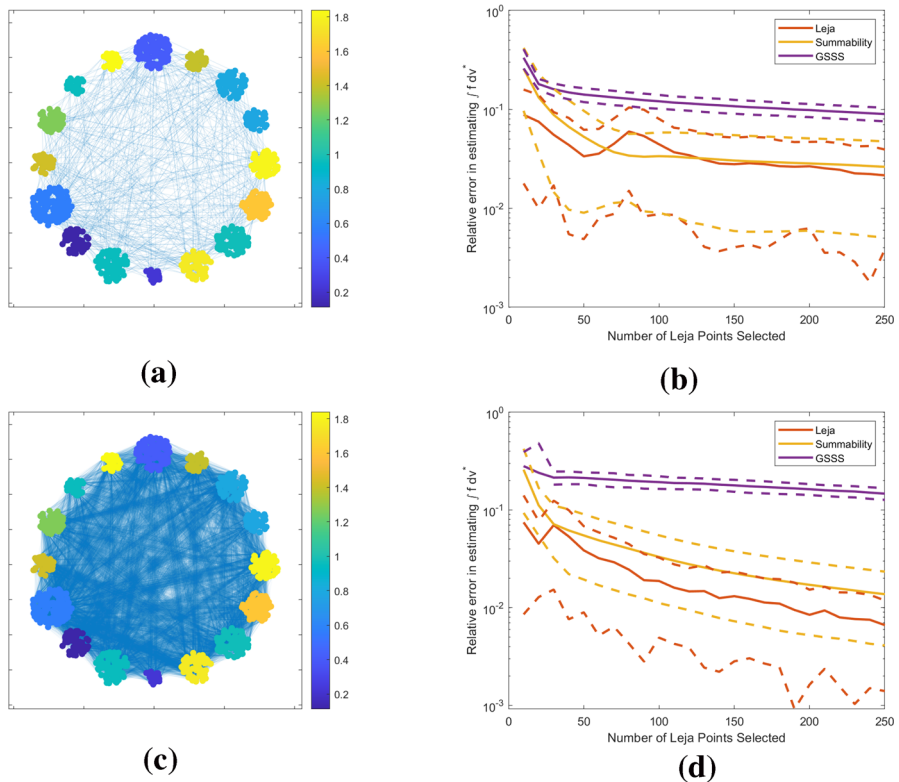 1.8
1.6
1.4
1.2
1
0.8
0.6
0.4
0.2
(a)
10^0
10^-1
10^-2
10^-3
Relative error in estimating ∫ f dν*
Leja
Summability
GSSS
0 50 100 150 200 250
Number of Leja Points Selected
(b)
1.8
1.6
1.4
1.2
1
0.8
0.6
0.4
0.2
(c)
10^0
10^-1
10^-2
10^-3
Relative error in estimating ∫ f dν*
Leja
Summability
GSSS
0 50 100 150 200 250
Number of Leja Points Selected
(d)